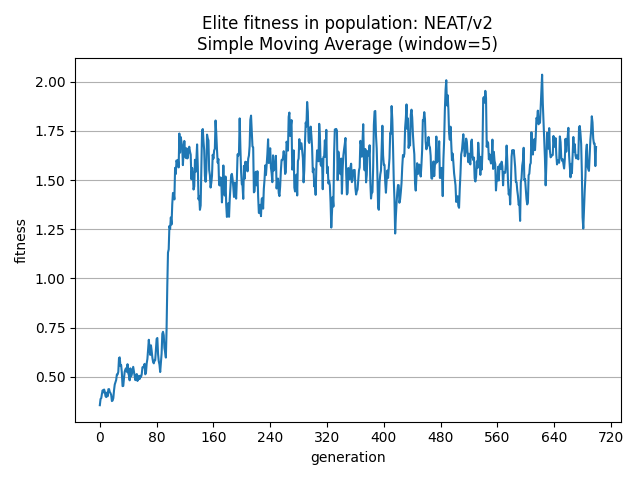 Elite fitness in population: NEAT/v2
Simple Moving Average (window=5)
2.00
1.75
1.50
1.25
1.00
0.75
0.50
fitness
0 80 160 240 320 400 480 560 640 720
generation